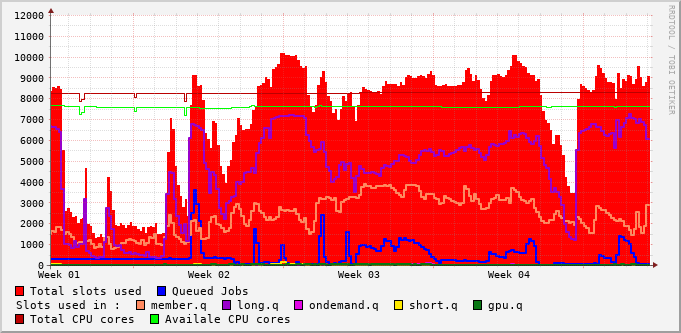 RRDTOOL / TOBI OETIKER
12000
11000
10000
9000
8000
7000
6000
5000
4000
3000
2000
1000
0
Week 01 Week 02 Week 03 Week 04
Total slots used Queued Jobs
Slots used in : member.q long.q ondemand.q short.q gpu.q
Total CPU cores Availale CPU cores